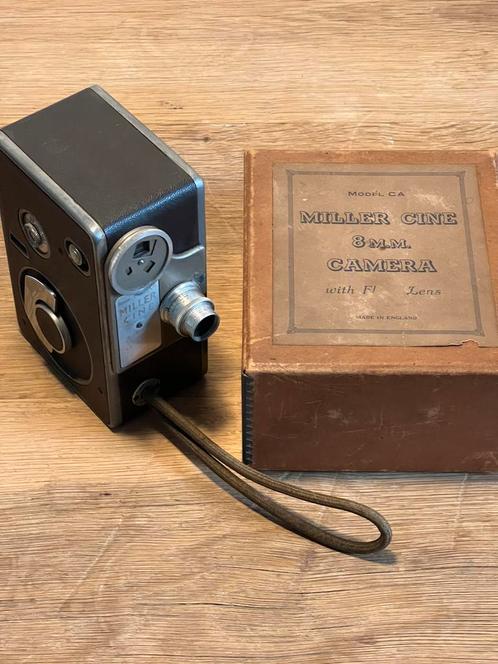 MILLER
CINE
MODEL CA
MILLER CINE
8 M.M.
CAMERA
with Lens
MADE IN ENGLAND